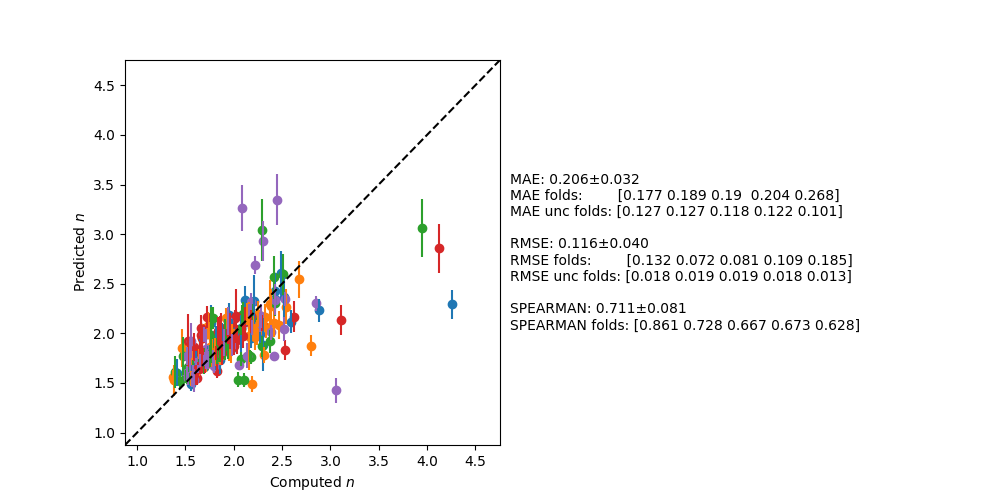 4.5
4.0
3.5
3.0
2.5
2.0
1.5
1.0
Predicted n
1.0 1.5 2.0 2.5 3.0 3.5 4.0 4.5
Computed n
MAE: 0.206±0.032
MAE folds: [0.177 0.189 0.19 0.204 0.268]
MAE unc folds: [0.127 0.127 0.118 0.122 0.101]
RMSE: 0.116±0.040
RMSE folds: [0.132 0.072 0.081 0.109 0.185]
RMSE unc folds: [0.018 0.019 0.019 0.018 0.013]
SPEARMAN: 0.711±0.081
SPEARMAN folds: [0.861 0.728 0.667 0.673 0.628]